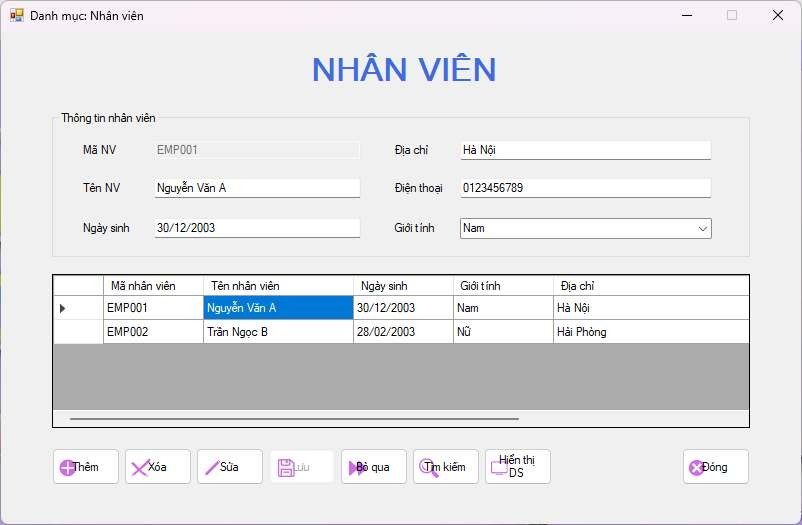 Danh mục: Nhân viên
NHÂN VIÊN
Thông tin nhân viên
Mã NV EMP001 Địa chỉ Hà Nội
Tên NV Nguyễn Văn A Điện thoại 0123456789
Ngày sinh 30/12/2003 Giới tính Nam
Mã nhân viên Tên nhân viên Ngày sinh Giới tính Địa chỉ
EMP001 Nguyễn Văn A 30/12/2003 Nam Hà Nội
EMP002 Trần Ngọc B 28/02/2003 Nữ Hải Phòng
Thêm Xóa Sửa Lưu Bỏ qua Tìm kiếm Hiển thị DS Đóng